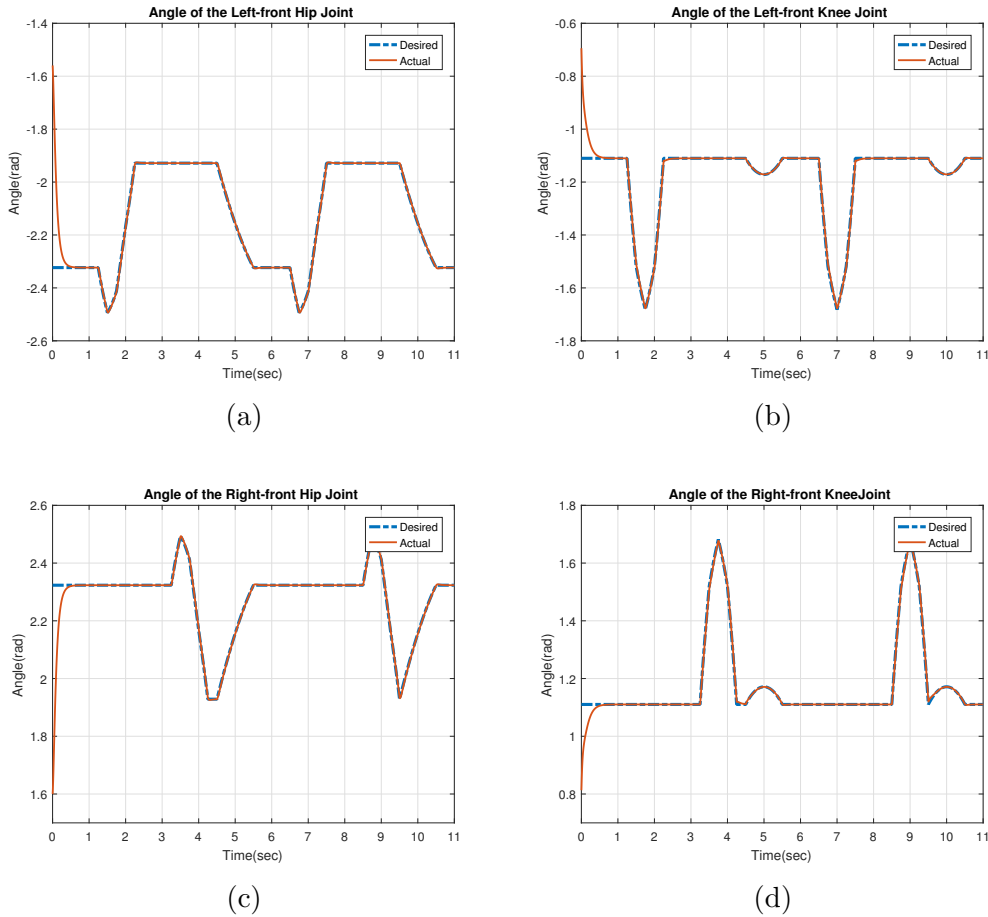 Angle of the Left-front Hip Joint
-1.4
-1.6
-1.8
-2
-2.2
-2.4
-2.6
Angle(rad)
Desired
Actual
0 1 2 3 4 5 6 7 8 9 10 11
Time(sec)
(a)
Angle of the Left-front Knee Joint
-0.6
-0.8
-1
-1.2
-1.4
-1.6
-1.8
Angle(rad)
Desired
Actual
0 1 2 3 4 5 6 7 8 9 10 11
Time(sec)
(b)
Angle of the Right-front Hip Joint
2.6
2.4
2.2
2
1.8
1.6
Angle(rad)
Desired
Actual
0 1 2 3 4 5 6 7 8 9 10 11
Time(sec)
(c)
Angle of the Right-front KneeJoint
1.8
1.6
1.4
1.2
1
0.8
Angle(rad)
Desired
Actual
0 1 2 3 4 5 6 7 8 9 10 11
Time(sec)
(d)